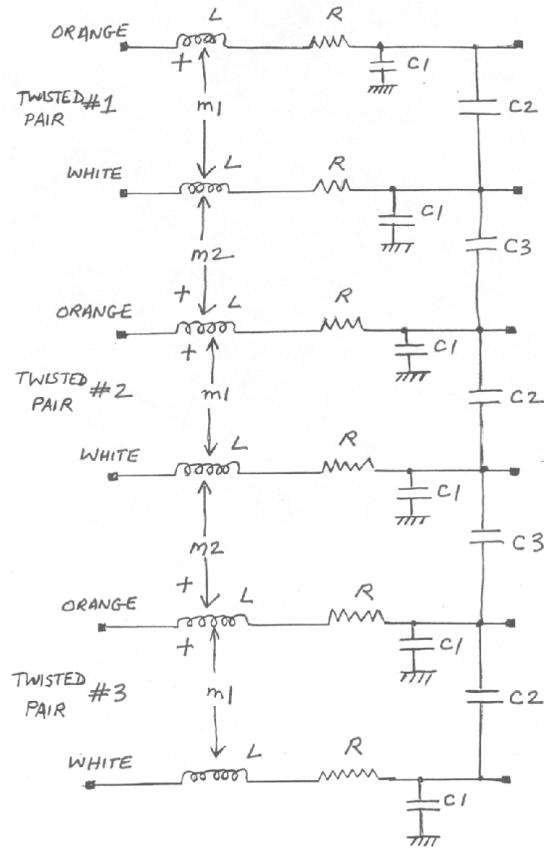 L
R
ORANGE
+
C1
TWISTED #1
PAIR
m1
C2
L
R
WHITE
C1
m2
C3
+
L
R
ORANGE
+
C1
TWISTED #2
PAIR
m1
C2
L
R
WHITE
C1
m2
C3
+
L
R
ORANGE
+
C1
TWISTED #3
PAIR
m1
C2
L
R
WHITE
C1